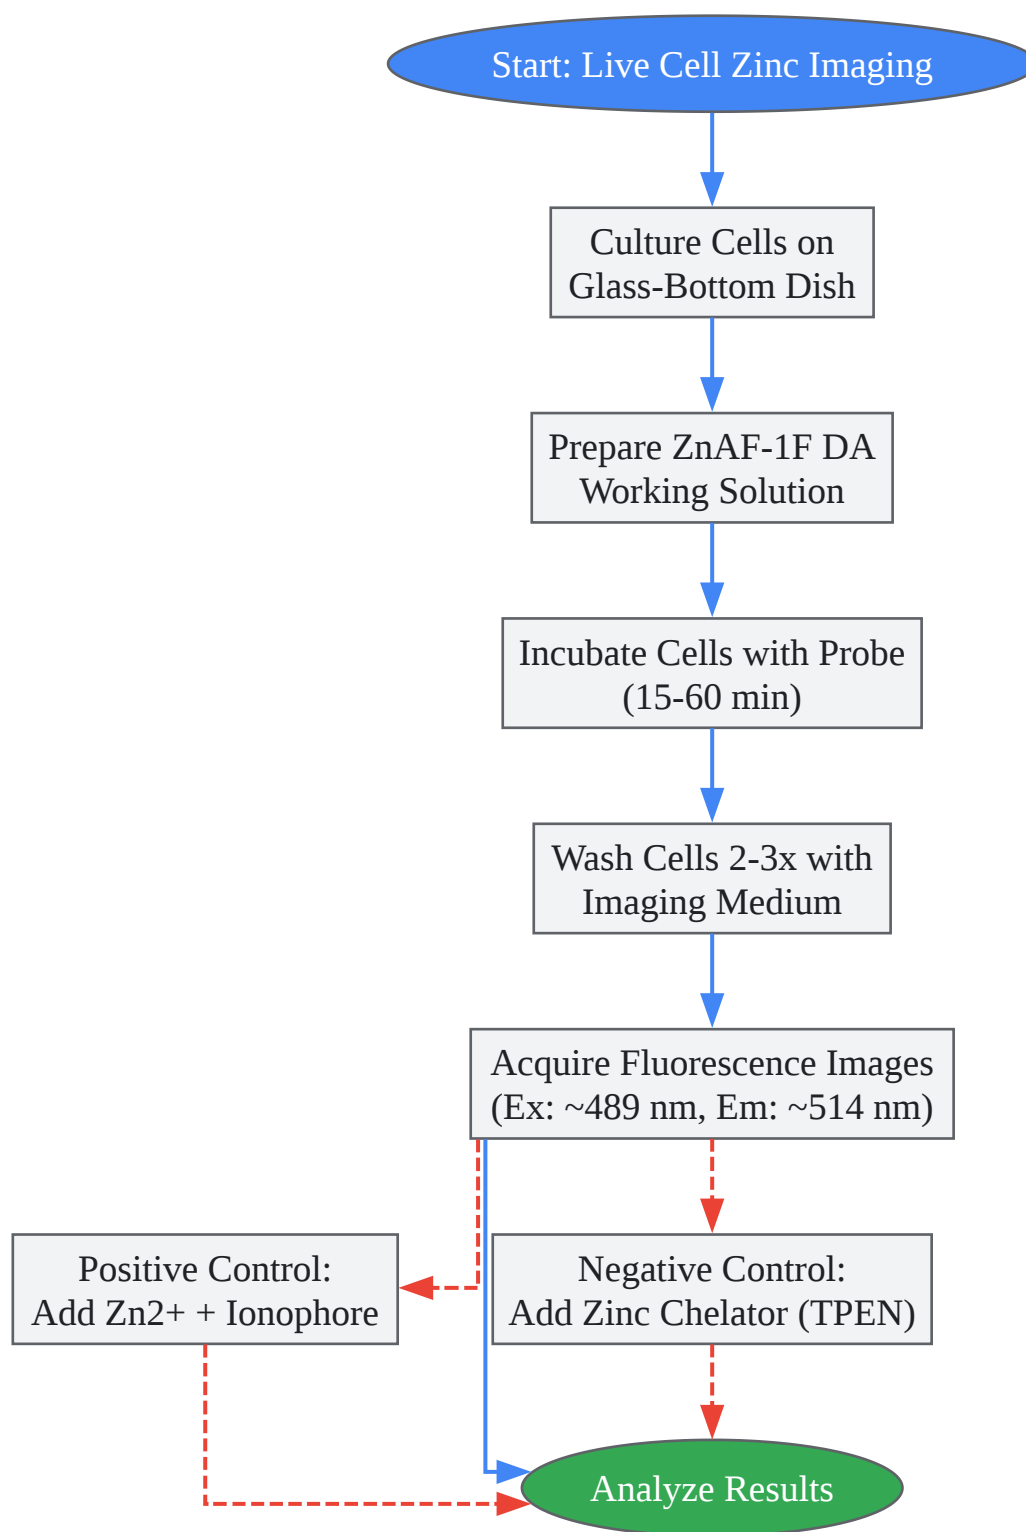 Start: Live Cell Zinc Imaging
Culture Cells on
Glass-Bottom Dish
Prepare ZnAF-1F DA
Working Solution
Incubate Cells with Probe
(15-60 min)
Wash Cells 2-3x with
Imaging Medium
Acquire Fluorescence Images
(Ex: ~489 nm, Em: ~514 nm)
Positive Control:
Add Zn2+ + Ionophore
Negative Control:
Add Zinc Chelator (TPEN)
Analyze Results